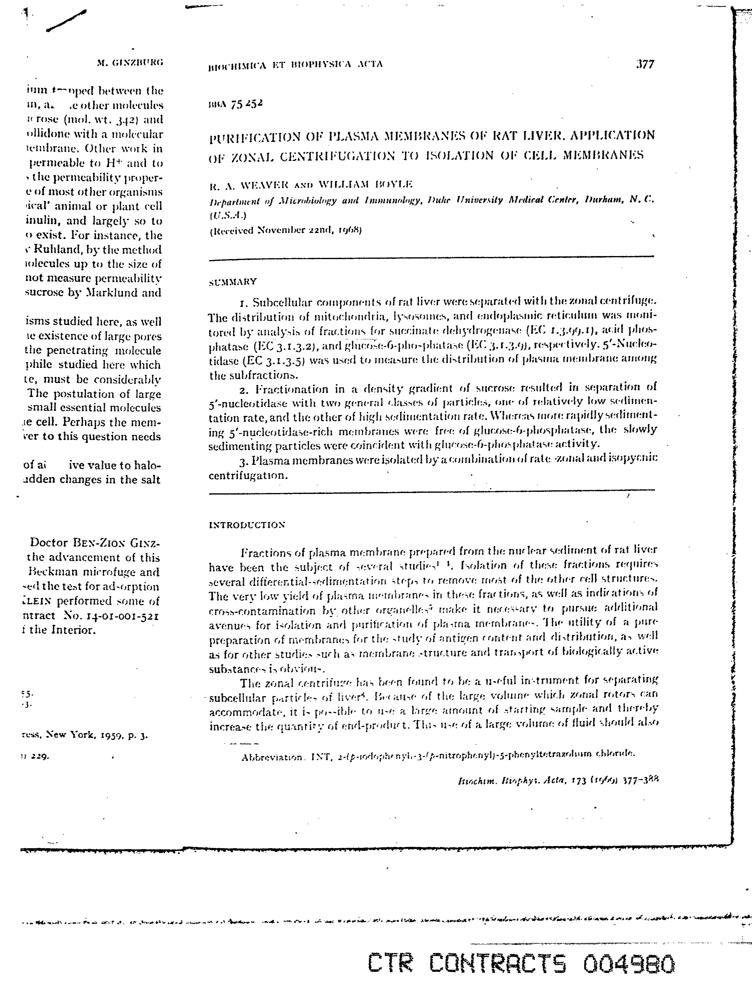 M. GINZBURG
ium t—pped between the
in, a. .e other molecules
rose (mol. wt. 342) and
ollidone with a molecular
tembrane. Other work in
permeable to H⁺ and to
the permeability proper-
e of most other organisms
ical' animal or plant cell
inulin, and largely so to
o exist. For instance, the
Ruhland, by the method
nolecules up to the size of
not measure permeability
sucrose by Marklund and
isms studied here, as well
ie existence of large pores
the penetrating molecule
phile studied here which
te, must be considerably
The postulation of large
small essential molecules
e cell. Perhaps the mem-
ver to this question needs
of ai ive value to halo-
udden changes in the salt
Doctor BEN-ZION GINZ-
the advancement of this
Beckman microfuge and
-ed the test for adsorption
KLEIN performed some of
ntract No. 14-01-001-521
f the Interior.
55.
-3.
ress, New York, 1959, p. 3.
229.
BIOCHIMICA ET BIOPHYSICA ACTA 377
BBA 75 252
PURIFICATION OF PLASMA MEMBRANES OF RAT LIVER. APPLICATION
OF ZONAL CENTRIFUGATION TO ISOLATION OF CELL MEMBRANES
R. A. WEAVER AND WILLIAM BOYLE
Department of Microbiology and Immunology, Duke University Medical Center, Durham, N. C.
(U.S.A.)
(Received November 22nd, 1968)
SUMMARY
1. Subcellular components of rat liver were separated with the zonal centrifuge.
The distribution of mitochondria, lysosomes, and endoplasmic reticulum was moni-
tored by analysis of fractions for succinate dehydrogenase (EC 1.3.99.1), acid phos-
phatase (EC 3.1.3.2), and glucose-6-phosphatase (EC 3.1.3.9), respectively. 5'-Nucleo-
tidase (EC 3.1.3.5) was used to measure the distribution of plasma membrane among
the subfractions.
2. Fractionation in a density gradient of sucrose resulted in separation of
5'-nucleotidase with two general classes of particles, one of relatively low sedimen-
tation rate, and the other of high sedimentation rate. Whereas more rapidly sediment-
ing 5'-nucleotidase-rich membranes were free of glucose-6-phosphatase, the slowly
sedimenting particles were coincident with glucose-6-phosphatase activity.
3. Plasma membranes were isolated by a combination of rate-zonal and isopycnic
centrifugation.
INTRODUCTION
Fractions of plasma membrane prepared from the nuclear sediment of rat liver
have been the subject of several studies. Isolation of these fractions requires
several differential-sedimentation steps to remove most of the other cell structures.
The very low yield of plasma membranes in these fractions, as well as indications of
cross-contamination by other organelles⁵ make it necessary to pursue additional
avenues for isolation and purification of plasma membranes. The utility of a pure
preparation of membranes for the study of antigen content and distribution, as well
as for other studies such as membrane structure and transport of biologically active
substances is obvious.
The zonal centrifuge has been found to be a useful instrument for separating
subcellular particles of liver⁶. Because of the large volume which zonal rotors can
accommodate, it is possible to use a large amount of starting sample and thereby
increase the quantity of end-product. This use of a large volume of fluid should also
Abbreviation: INT, 2-(p-iodophenyl)-3-(p-nitrophenyl)-5-phenyltetrazolium chloride.
Biochim. Biophys. Acta, 173 (1969) 377-388
CTR CONTRACTS 004980